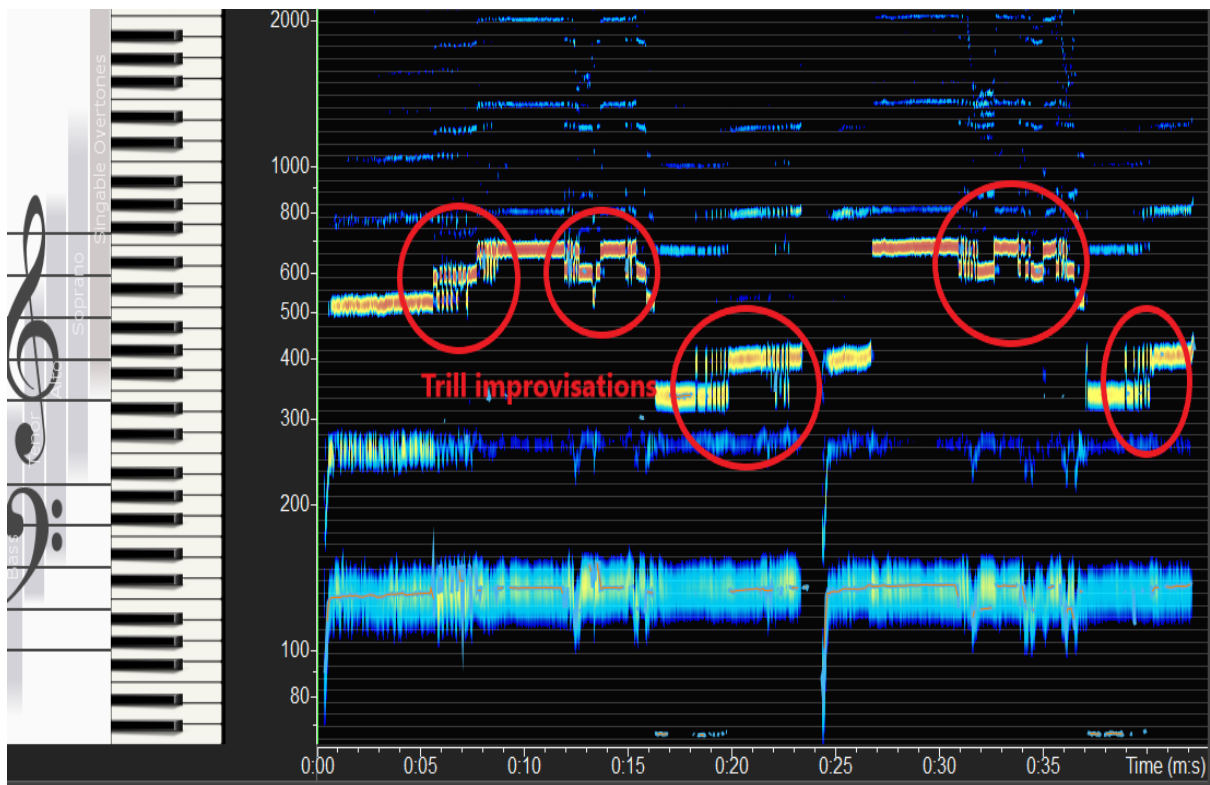 2000
1000
800
600
500
400
300
200
100
80
Singable Overtones
Soprano
Alto
Tenor
Bass
Trill improvisations
0:00 0:05 0:10 0:15 0:20 0:25 0:30 0:35 Time (m:s)